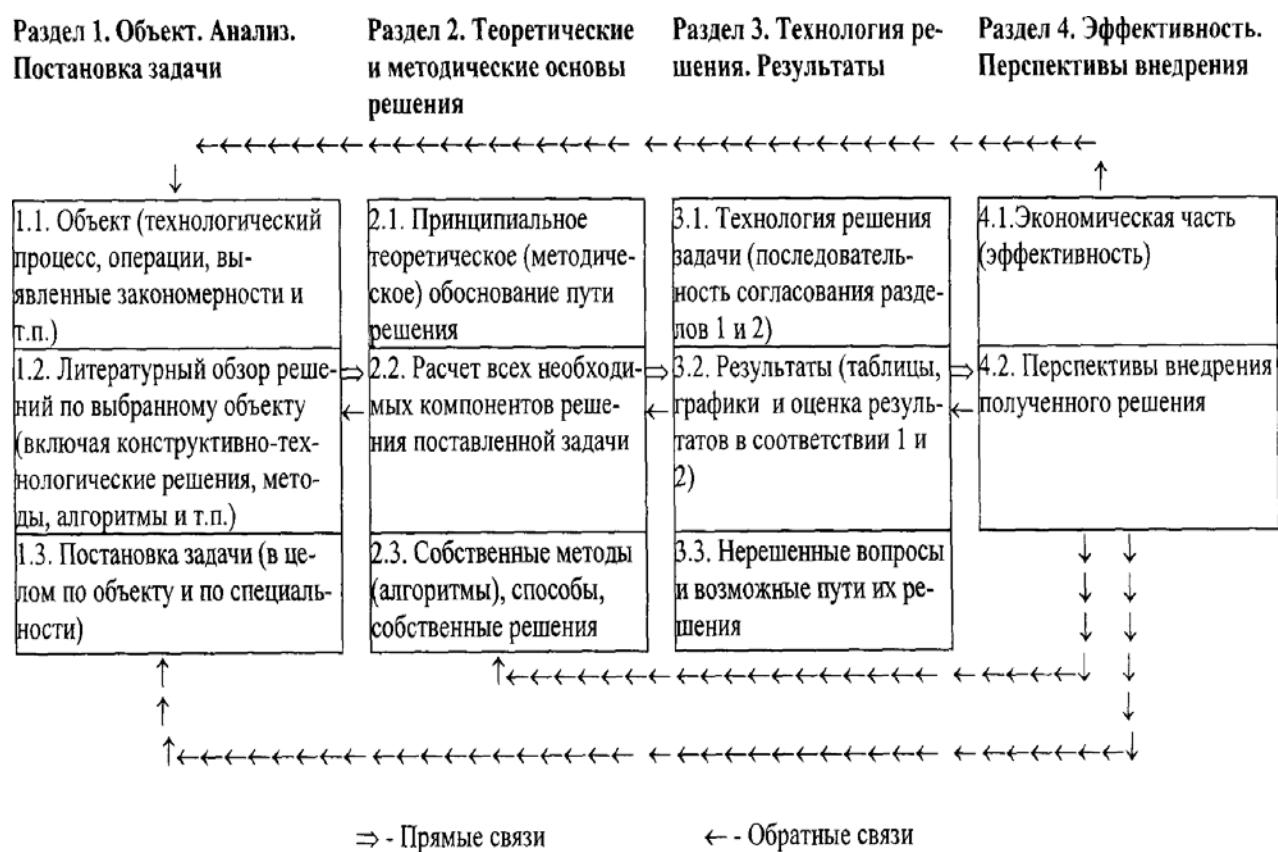 Раздел 1. Объект. Анализ.
Постановка задачи
Раздел 2. Теоретические
и методические основы
решения
Раздел 3. Технология ре-
шения. Результаты
Раздел 4. Эффективность.
Перспективы внедрения
1.1. Объект (технологический
процесс, операции, вы-
явленные закономерности и
т.п.)
1.2. Литературный обзор реше-
ний по выбранному объекту
(включая конструктивно-тех-
нологические решения, мето-
ды, алгоритмы и т.п.)
1.3. Постановка задачи (в це-
лом по объекту и по специаль-
ности)
2.1. Принципиальное
теоретическое (методиче-
ское) обоснование пути
решения
2.2. Расчет всех необходи-
мых компонентов реше-
ния поставленной задачи
2.3. Собственные методы
(алгоритмы), способы,
собственные решения
3.1. Технология решения
задачи (последователь-
ность согласования разде-
лов 1 и 2)
3.2. Результаты (таблицы,
графики и оценка резуль-
татов в соответствии 1 и
2)
3.3. Нерешенные вопросы
и возможные пути их ре-
шения
4.1.Экономическая часть
(эффективность)
4.2. Перспективы внедрения
полученного решения
⇒ - Прямые связи
← - Обратные связи